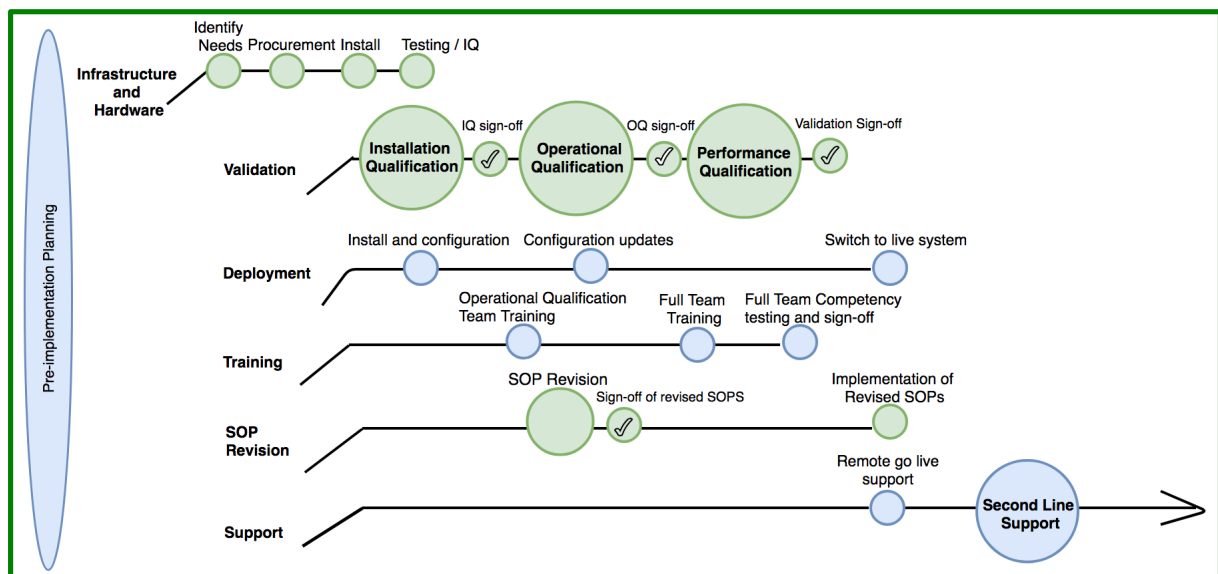 Pre-implementation Planning
Infrastructure
and
Hardware
Identify
Needs
Procurement
Install
Testing / IQ
Validation
Installation
Qualification
IQ sign-off
Operational
Qualification
OQ sign-off
Performance
Qualification
Validation Sign-off
Deployment
Install and configuration
Configuration updates
Switch to live system
Training
Operational Qualification
Team Training
Full Team
Training
Full Team Competency
testing and sign-off
SOP
Revision
SOP Revision
Sign-off of revised SOPS
Implementation of
Revised SOPs
Support
Remote go live
support
Second Line
Support